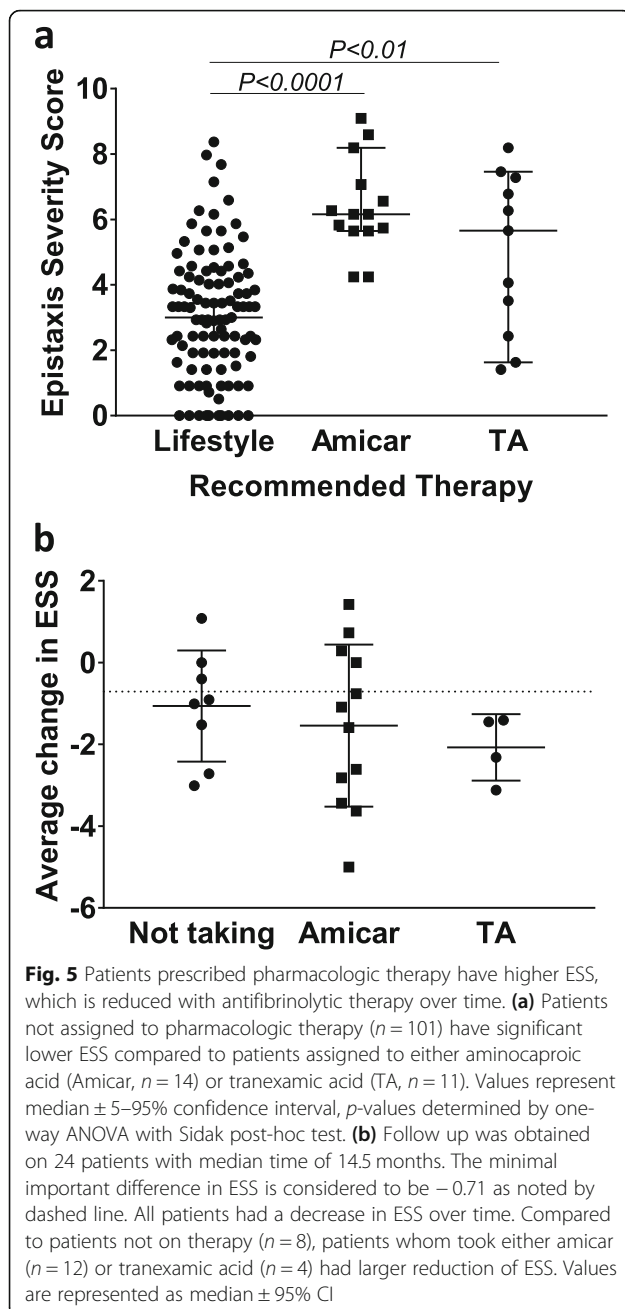 a
P<0.01
P<0.0001
10
8
6
4
2
0
Epistaxis Severity Score
Lifestyle Amicar TA
Recommended Therapy
b
2
0
-2
-4
-6
Average change in ESS
Not taking Amicar TA
Fig. 5 Patients prescribed pharmacologic therapy have higher ESS,
which is reduced with antifibrinolytic therapy over time. (a) Patients
not assigned to pharmacologic therapy (n = 101) have significant
lower ESS compared to patients assigned to either aminocaproic
acid (Amicar, n = 14) or tranexamic acid (TA, n = 11). Values represent
median ± 5–95% confidence interval, p-values determined by one-
way ANOVA with Sidak post-hoc test. (b) Follow up was obtained
on 24 patients with median time of 14.5 months. The minimal
important difference in ESS is considered to be − 0.71 as noted by
dashed line. All patients had a decrease in ESS over time. Compared
to patients not on therapy (n = 8), patients whom took either amicar
(n = 12) or tranexamic acid (n = 4) had larger reduction of ESS. Values
are represented as median ± 95% CI